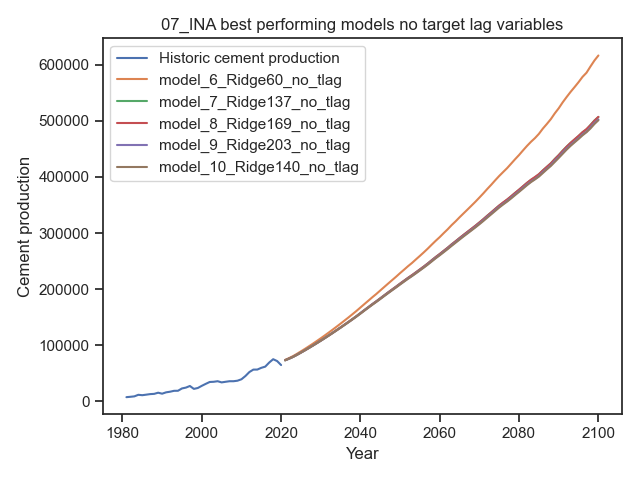 07_INA best performing models no target lag variables
Historic cement production
model_6_Ridge60_no_tlag
model_7_Ridge137_no_tlag
model_8_Ridge169_no_tlag
model_9_Ridge203_no_tlag
model_10_Ridge140_no_tlag
Cement production
600000
500000
400000
300000
200000
100000
0
1980 2000 2020 2040 2060 2080 2100
Year